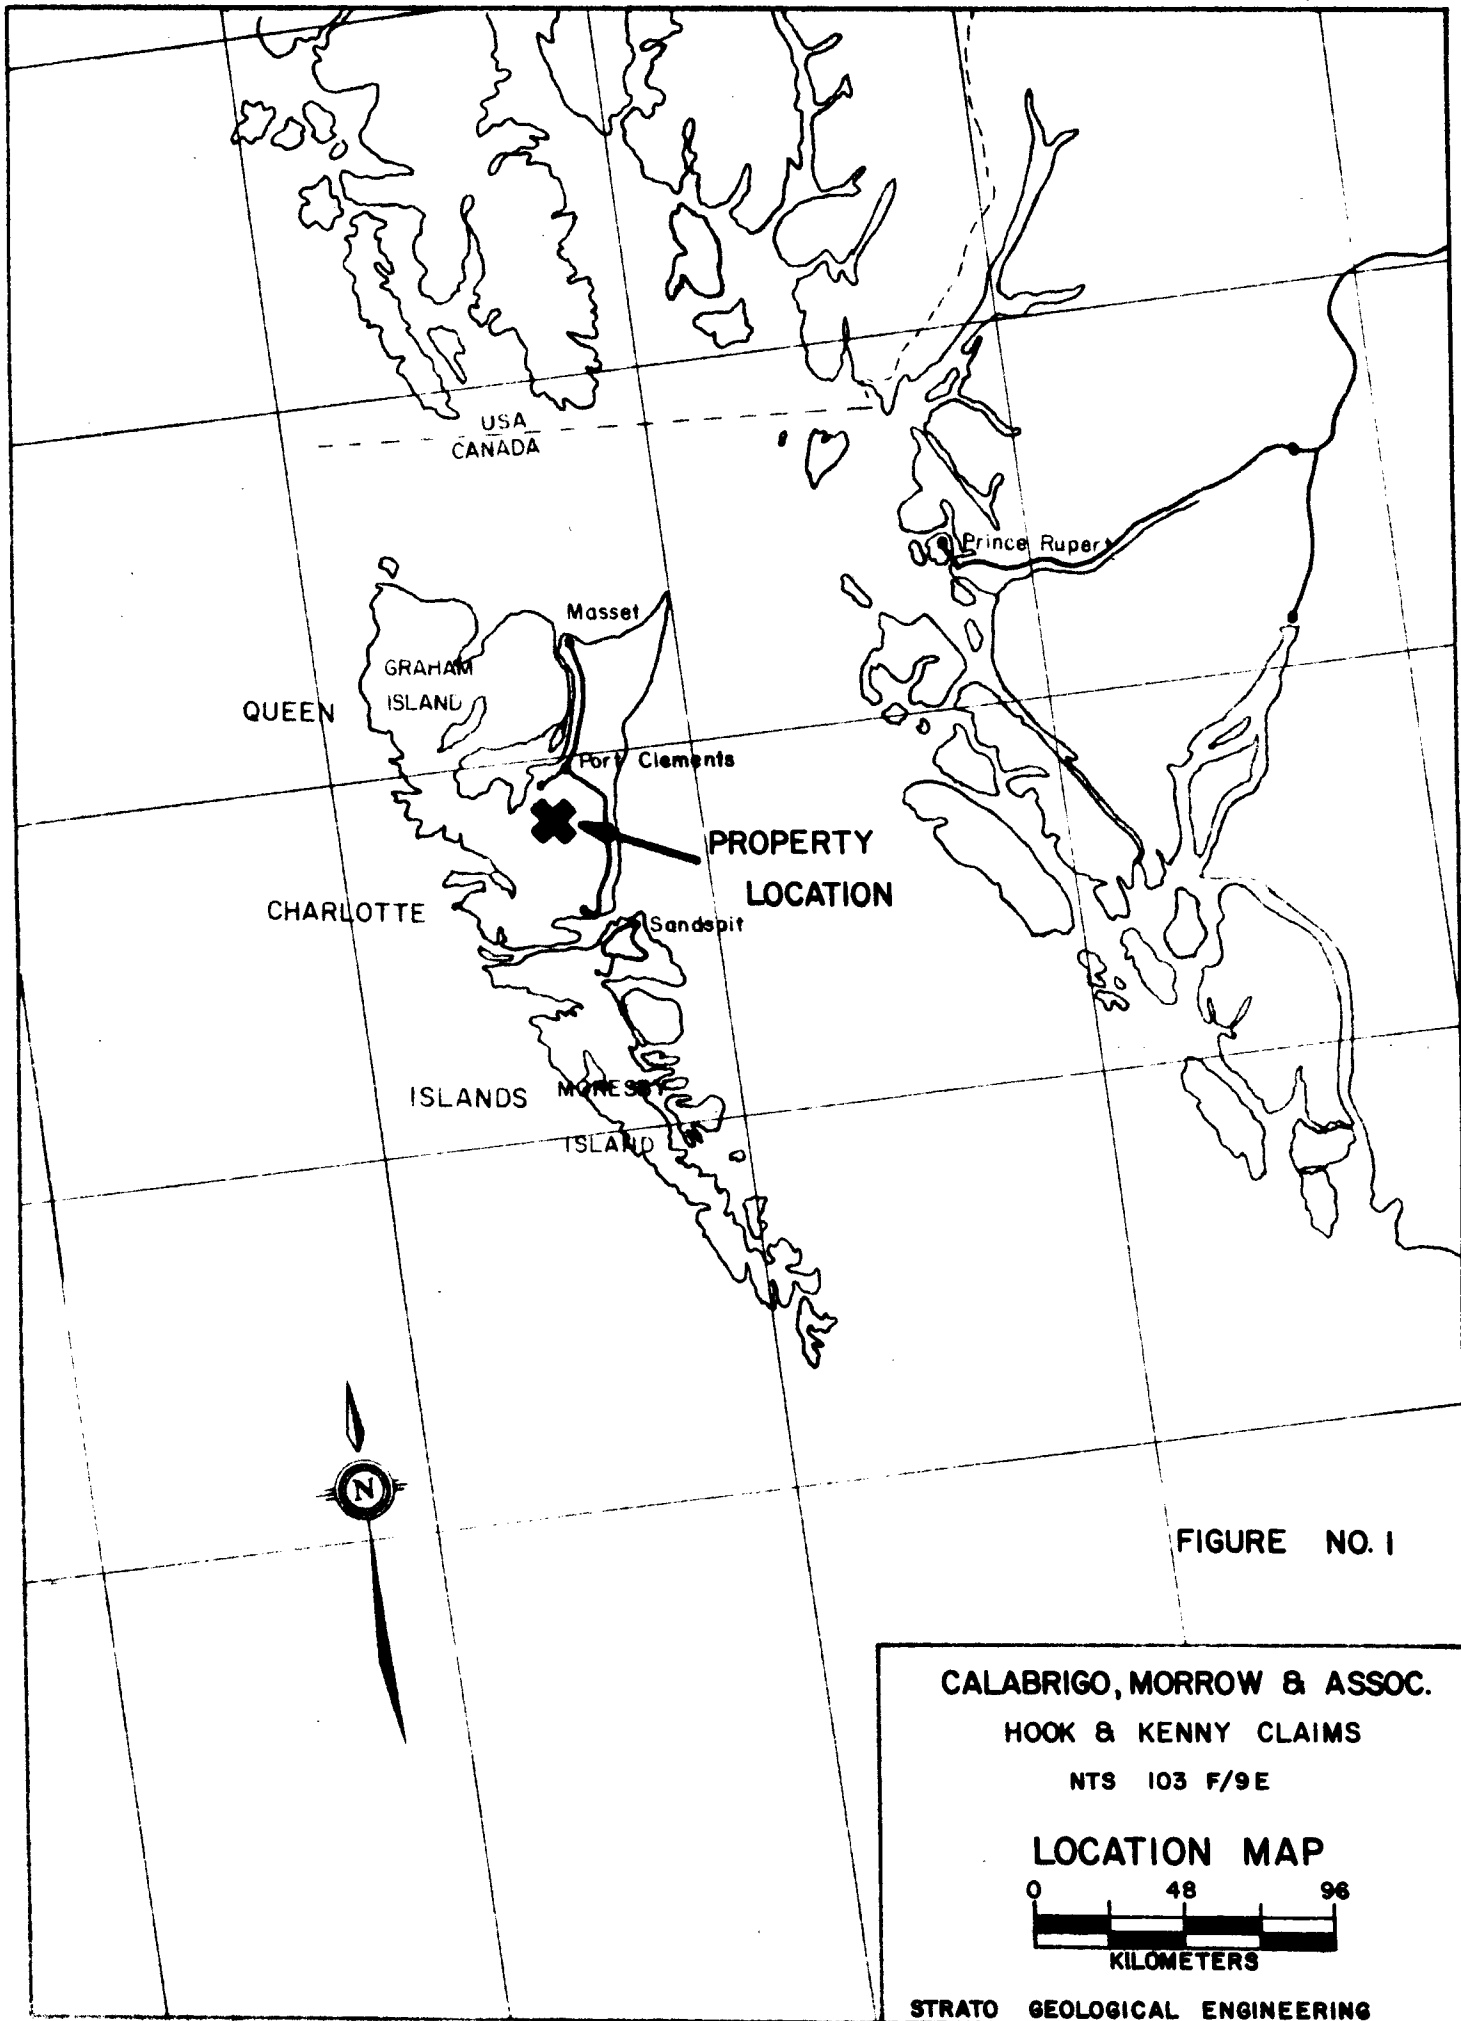 USA
CANADA
Prince Rupert
Masset
GRAHAM
ISLAND
QUEEN
Port Clements
PROPERTY
LOCATION
CHARLOTTE
Sandspit
ISLANDS
MORESBY
ISLAND
N
FIGURE NO. 1
CALABRIGO, MORROW & ASSOC.
HOOK & KENNY CLAIMS
NTS 103 F/9E
LOCATION MAP
0 48 96
KILOMETERS
STRATO GEOLOGICAL ENGINEERING